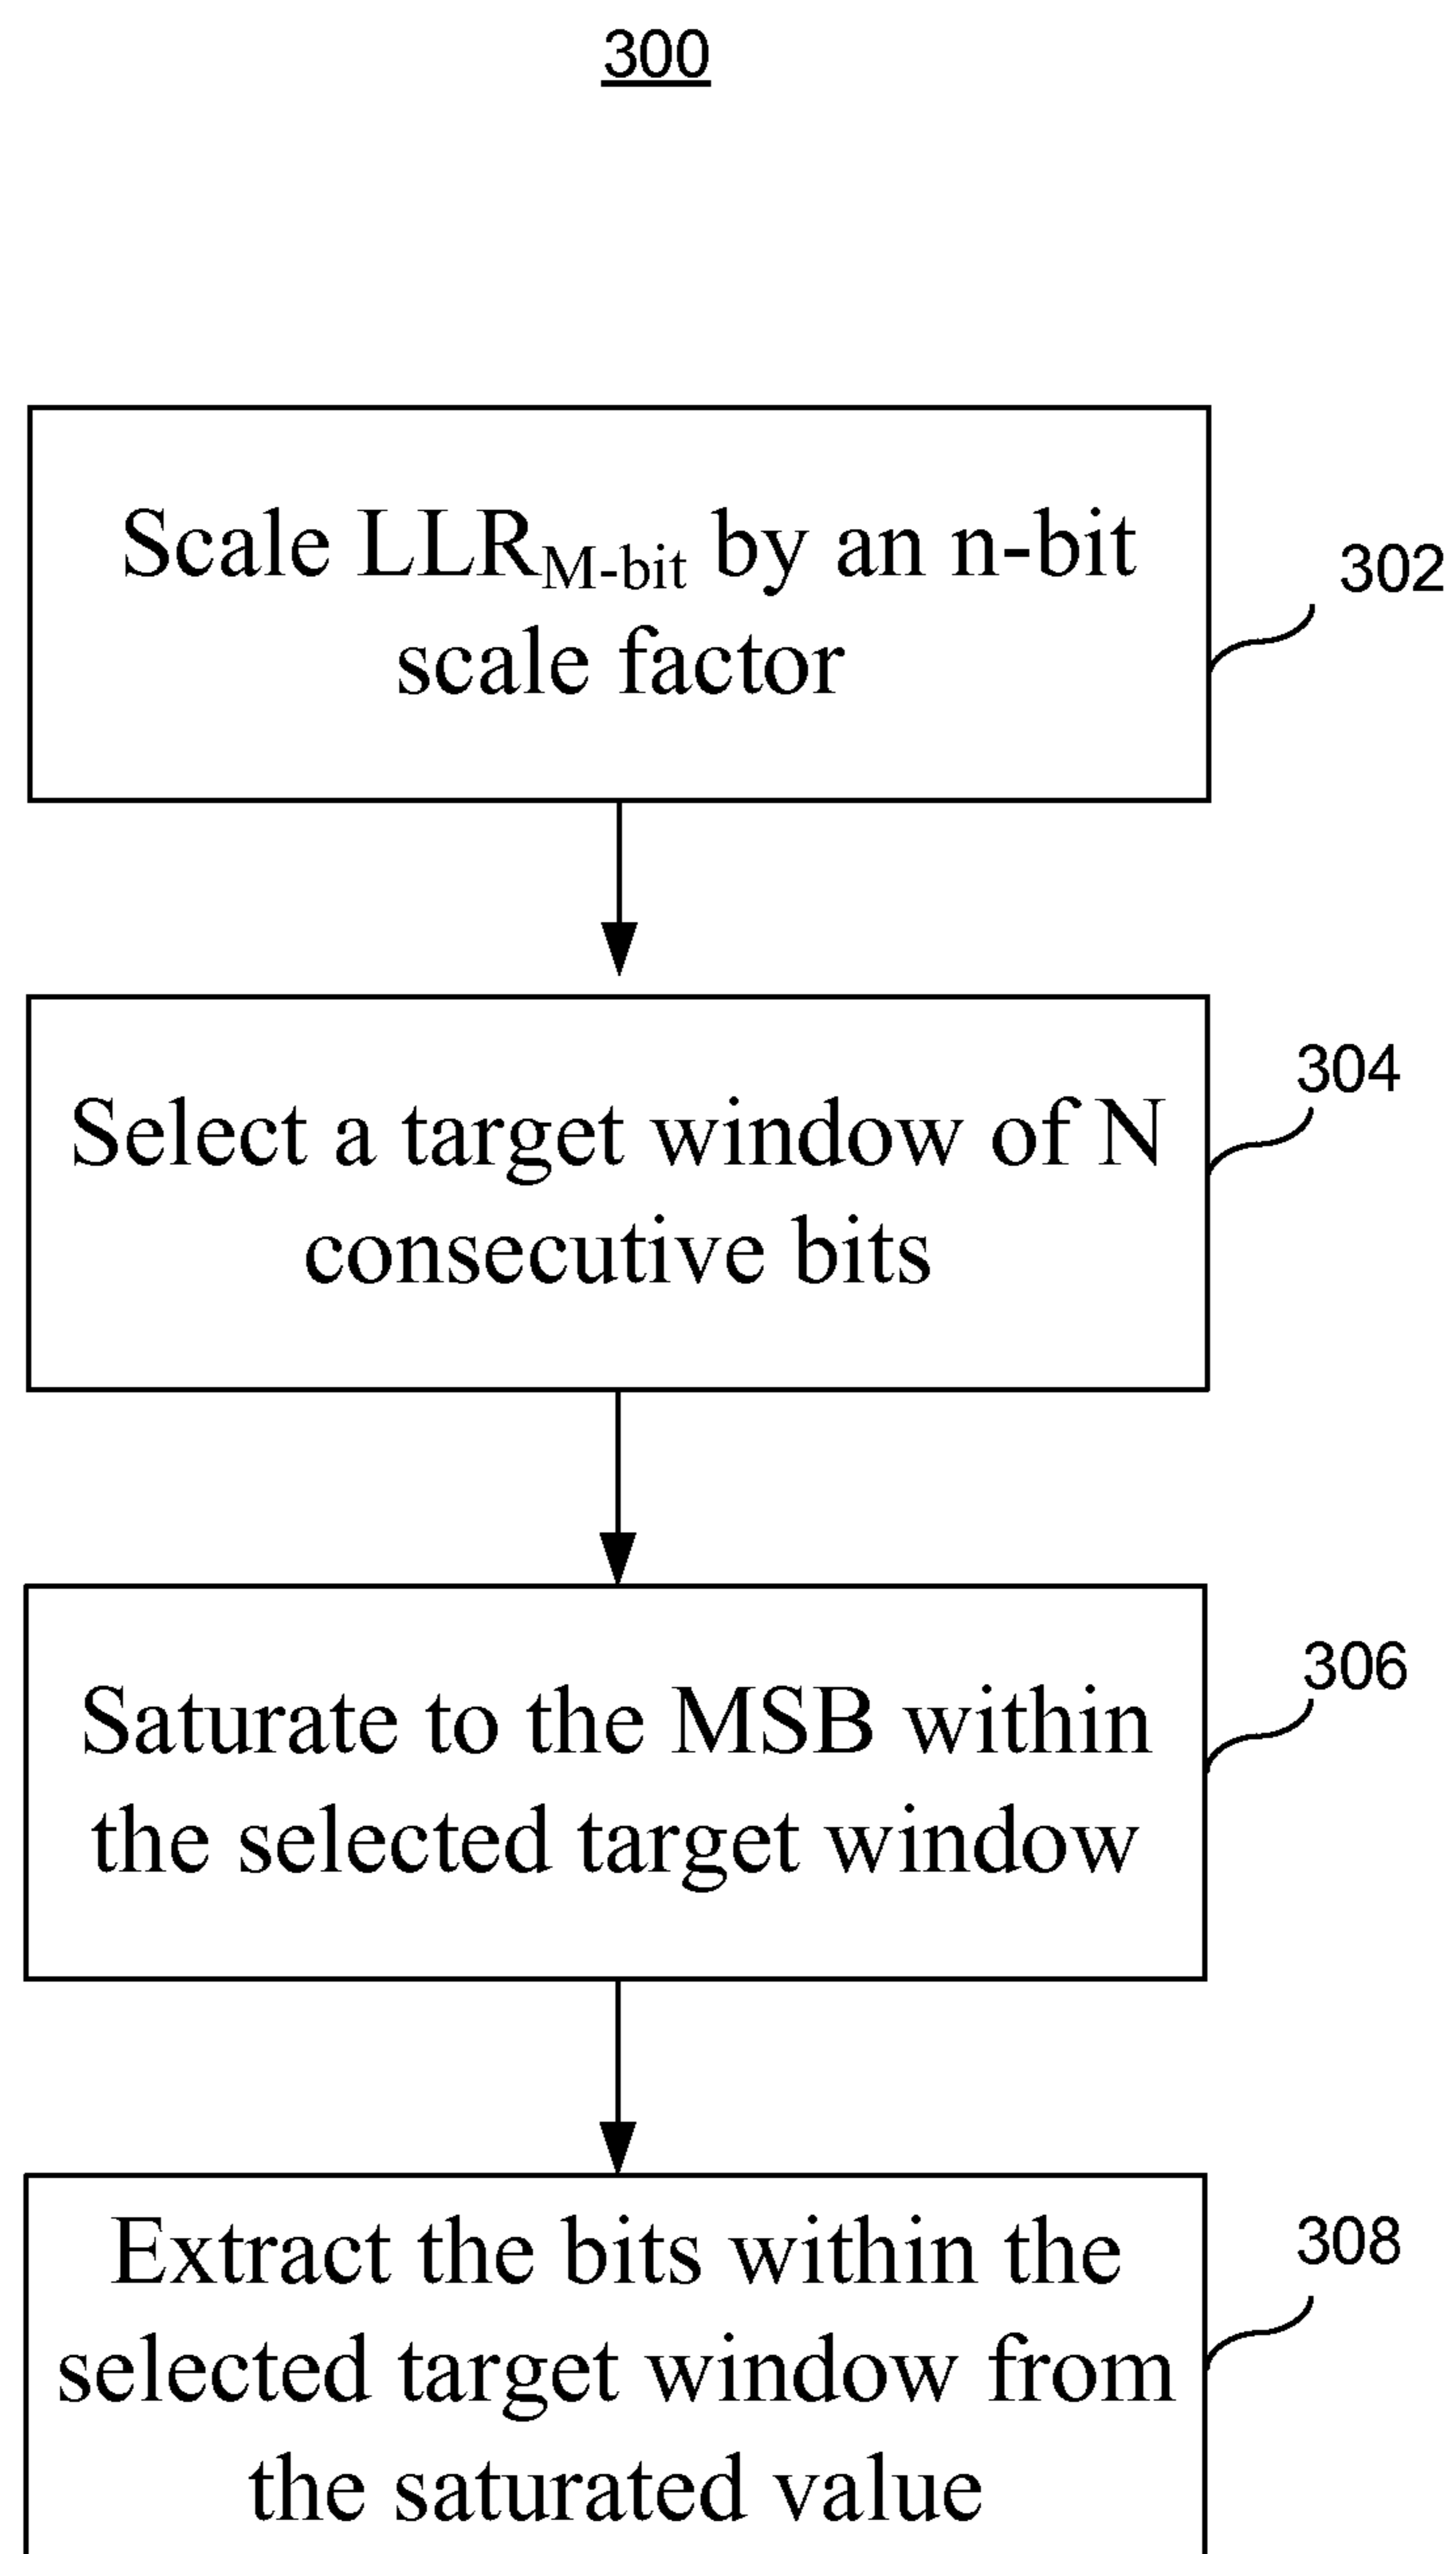 300
Scale LLRM-bit by an n-bit
scale factor
302
Select a target window of N
consecutive bits
304
Saturate to the MSB within
the selected target window
306
Extract the bits within the
selected target window from
the saturated value
308